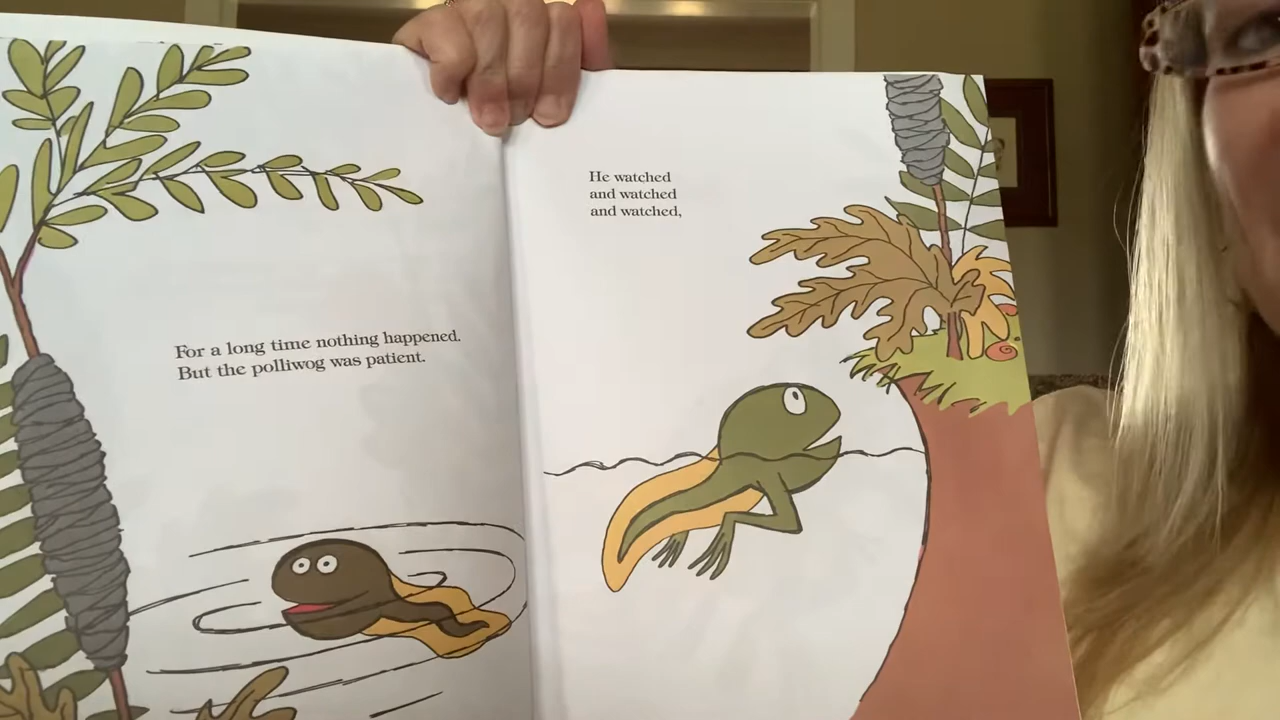 For a long time nothing happened.
But the polliwog was patient.
He watched
and watched
and watched,